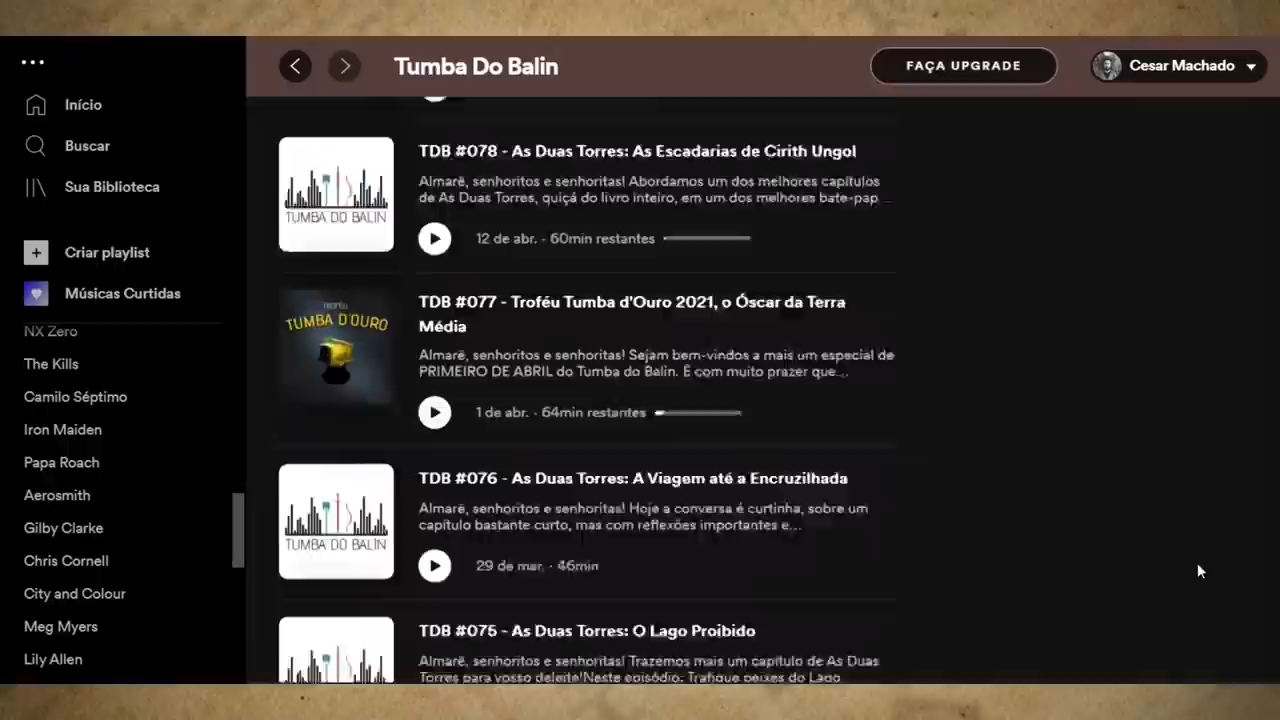 Tumba Do Balin
FAÇA UPGRADE
Cesar Machado
Início
Buscar
Sua Biblioteca
Criar playlist
Músicas Curtidas
NX Zero
The Kills
Camilo Séptimo
Iron Maiden
Papa Roach
Aerosmith
Gilby Clarke
Chris Cornell
City and Colour
Meg Myers
Lily Allen
TUMBA DO BALIN
TDB #078 - As Duas Torres: As Escadarias de Cirith Ungol
Almarë, senhoritos e senhoritas! Abordamos um dos melhores capítulos
de As Duas Torres, quiçá do livro inteiro, em um dos melhores bate-pap ...
12 de abr. · 60min restantes
TROFÉU
TUMBA D'OURO
TDB #077 - Troféu Tumba d'Ouro 2021, o Óscar da Terra
Média
Almarë, senhoritos e senhoritas! Sejam bem-vindos a mais um especial de
PRIMEIRO DE ABRIL do Tumba do Balin. É com muito prazer que...
1 de abr. · 64min restantes
TUMBA DO BALIN
TDB #076 - As Duas Torres: A Viagem até a Encruzilhada
Almarë, senhoritos e senhoritas! Hoje a conversa é curtinha, sobre um
capítulo bastante curto, mas com reflexões importantes e...
29 de mar. · 46min
TDB #075 - As Duas Torres: O Lago Proibido
Almarë, senhoritos e senhoritas! Trazemos mais um capítulo de As Duas
Torres para vosso deleite!Neste episódio, Trafique peixes do Lago